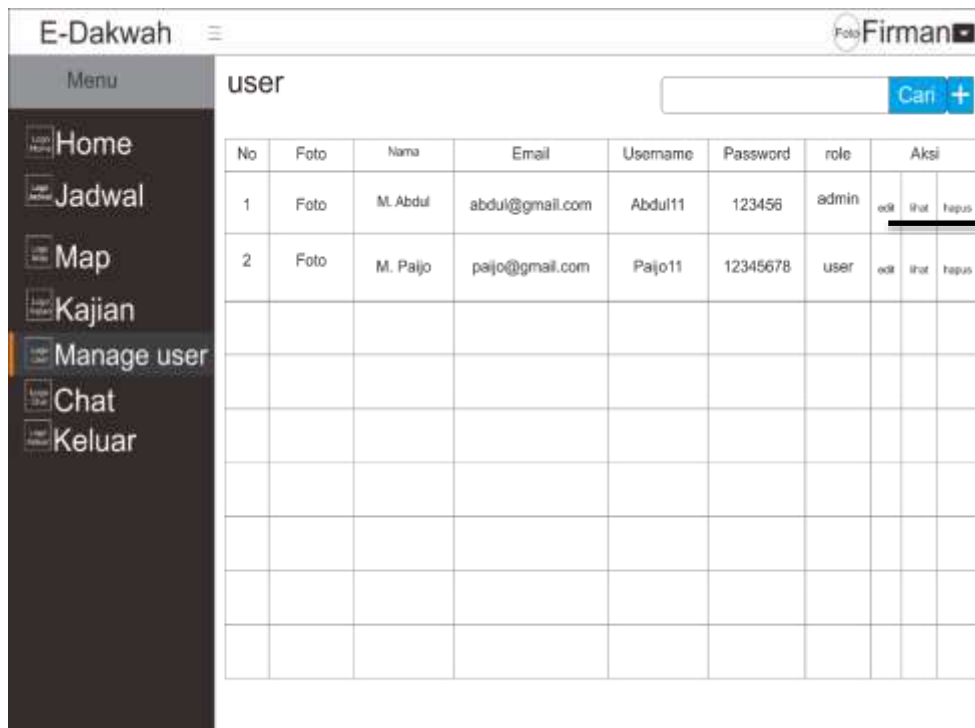 E-Dakwah
Foto Firman
Menu
user
Cari +
Home
Jadwal
Map
Kajian
Manage user
Chat
Keluar
No Foto Nama Email Username Password role Aksi
1 Foto M. Abdul abdul@gmail.com Abdul11 123456 admin edit lihat hapus
2 Foto M. Paijo paijo@gmail.com Paijo11 12345678 user edit lihat hapus